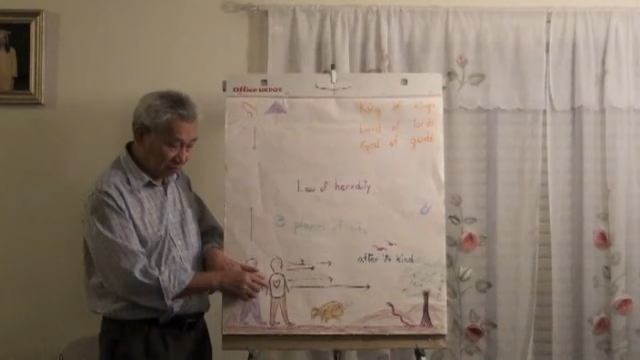 Office DEPOT
King of kings
Lord of lords
God of gods
Law of heredity
after its kind